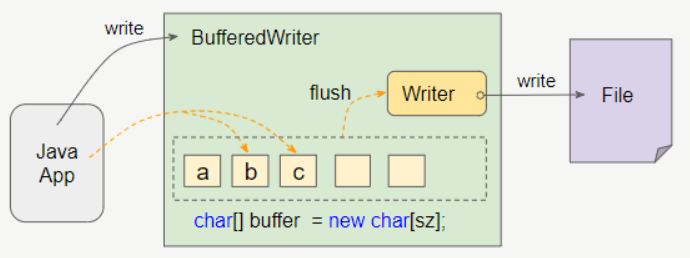 write
BufferedWriter
flush
Writer
write
File
Java
App
a
b
c
char[] buffer  = new char[sz];